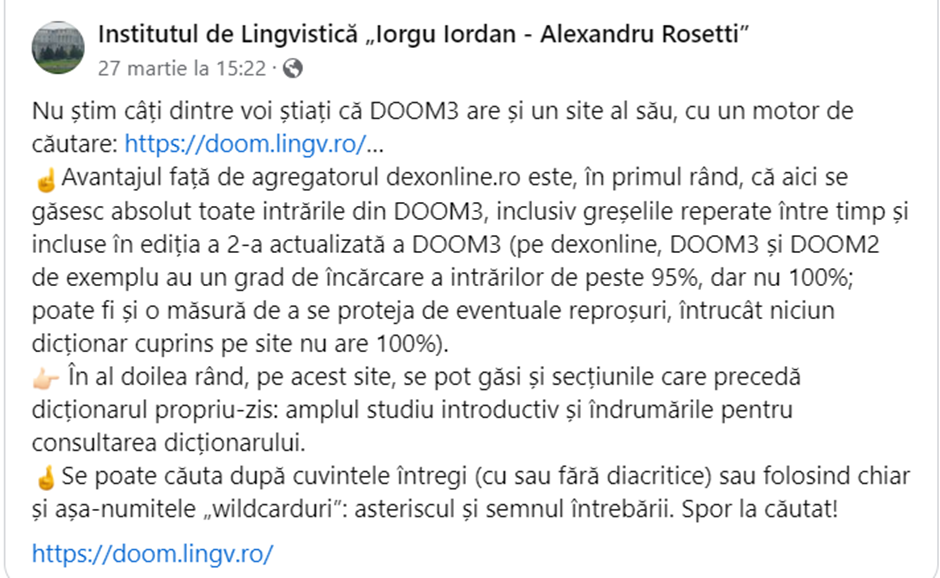 Institutul de Lingvistică „Iorgu Iordan - Alexandru Rosetti”
27 martie la 15:22 ·
Nu știm câți dintre voi știați că DOOM3 are și un site al său, cu un motor de
căutare: https://doom.lingv.ro/...
☝Avantajul față de agregatorul dexonline.ro este, în primul rând, că aici se
găsesc absolut toate intrările din DOOM3, inclusiv greșelile reperate între timp și
incluse în ediția a 2-a actualizată a DOOM3 (pe dexonline, DOOM3 și DOOM2
de exemplu au un grad de încărcare a intrărilor de peste 95%, dar nu 100%;
poate fi și o măsură de a se proteja de eventuale reproșuri, întrucât niciun
dicționar cuprins pe site nu are 100%).
👉🏻 În al doilea rând, pe acest site, se pot găsi și secțiunile care precedă
dicționarul propriu-zis: amplul studiu introductiv și îndrumările pentru
consultarea dicționarului.
☝Se poate căuta după cuvintele întregi (cu sau fără diacritice) sau folosind chiar
și așa-numitele „wildcarduri”: asteriscul și semnul întrebării. Spor la căutat!
https://doom.lingv.ro/